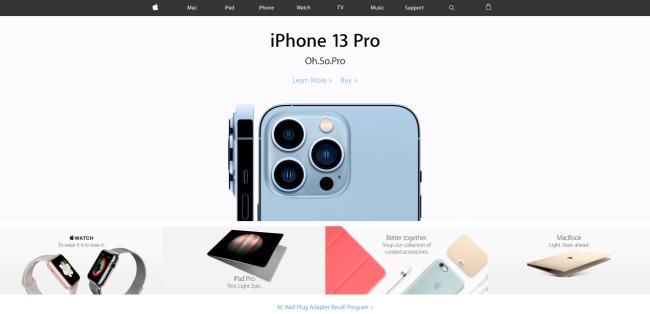 Mac iPad iPhone Watch TV Music Support
iPhone 13 Pro
Oh.So.Pro
Learn More > Buy >
WATCH
To wear it is to love it.
iPad Pro
Thin. Light. Epic.
Better together.
Shop our collection of
curated accessories.
MacBook
Light. Years ahead.
AC Wall Plug Adapter Recall Program >